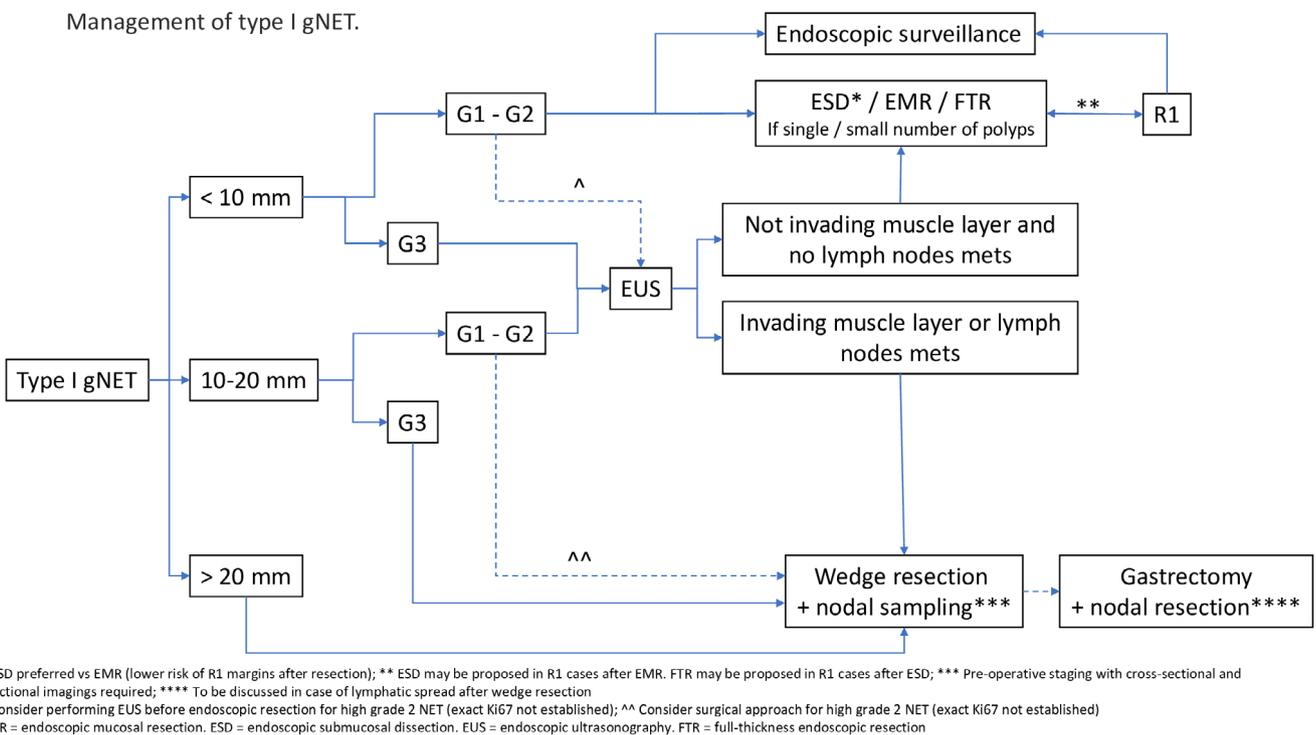 Management of type I gNET.
Endoscopic surveillance
G1 - G2
ESD* / EMR / FTR
If single / small number of polyps
**
R1
^
< 10 mm
Not invading muscle layer and
no lymph nodes mets
G3
EUS
G1 - G2
Invading muscle layer or lymph
nodes mets
Type I gNET
10-20 mm
G3
^^
> 20 mm
Wedge resection
+ nodal sampling***
Gastrectomy
+ nodal resection****
SD preferred vs EMR (lower risk of R1 margins after resection); ** ESD may be proposed in R1 cases after EMR. FTR may be proposed in R1 cases after ESD; *** Pre-operative staging with cross-sectional and
ctional imagings required; **** To be discussed in case of lymphatic spread after wedge resection
onsider performing EUS before endoscopic resection for high grade 2 NET (exact Ki67 not established); ^^ Consider surgical approach for high grade 2 NET (exact Ki67 not established)
R = endoscopic mucosal resection. ESD = endoscopic submucosal dissection. EUS = endoscopic ultrasonography. FTR = full-thickness endoscopic resection